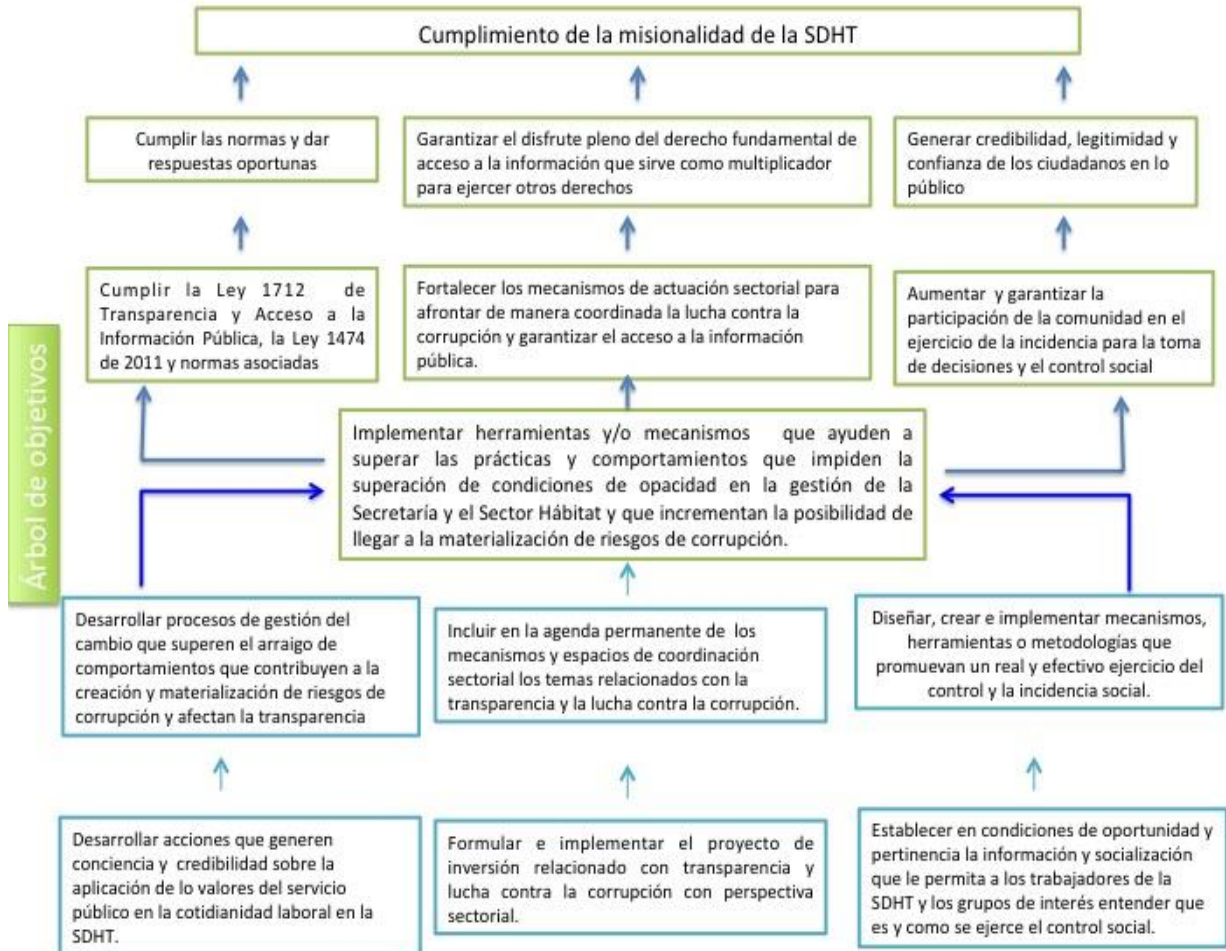 Cumplimiento de la misionalidad de la SDHT
Cumplir las normas y dar
respuestas oportunas
Garantizar el disfrute pleno del derecho fundamental de
acceso a la información que sirve como multiplicador
para ejercer otros derechos
Generar credibilidad, legitimidad y
confianza de los ciudadanos en lo
público
Cumplir la Ley 1712 de
Transparencia y Acceso a la
Información Pública, la Ley 1474
de 2011 y normas asociadas
Fortalecer los mecanismos de actuación sectorial para
afrontar de manera coordinada la lucha contra la
corrupción y garantizar el acceso a la información
pública.
Aumentar y garantizar la
participación de la comunidad en el
ejercicio de la incidencia para la toma
de decisiones y el control social
Árbol de objetivos
Implementar herramientas y/o mecanismos que ayuden a
superar las prácticas y comportamientos que impiden la
superación de condiciones de opacidad en la gestión de la
Secretaría y el Sector Hábitat y que incrementan la posibilidad de
llegar a la materialización de riesgos de corrupción.
Desarrollar procesos de gestión del
cambio que superen el arraigo de
comportamientos que contribuyen a la
creación y materialización de riesgos de
corrupción y afectan la transparencia
Incluir en la agenda permanente de los
mecanismos y espacios de coordinación
sectorial los temas relacionados con la
transparencia y la lucha contra la corrupción.
Diseñar, crear e implementar mecanismos,
herramientas o metodologías que
promuevan un real y efectivo ejercicio del
control y la incidencia social.
Desarrollar acciones que generen
conciencia y credibilidad sobre la
aplicación de lo valores del servicio
público en la cotidianidad laboral en la
SDHT.
Formular e implementar el proyecto de
inversión relacionado con transparencia y
lucha contra la corrupción con perspectiva
sectorial.
Establecer en condiciones de oportunidad y
pertinencia la información y socialización
que le permita a los trabajadores de la
SDHT y los grupos de interés entender que
es y como se ejerce el control social.